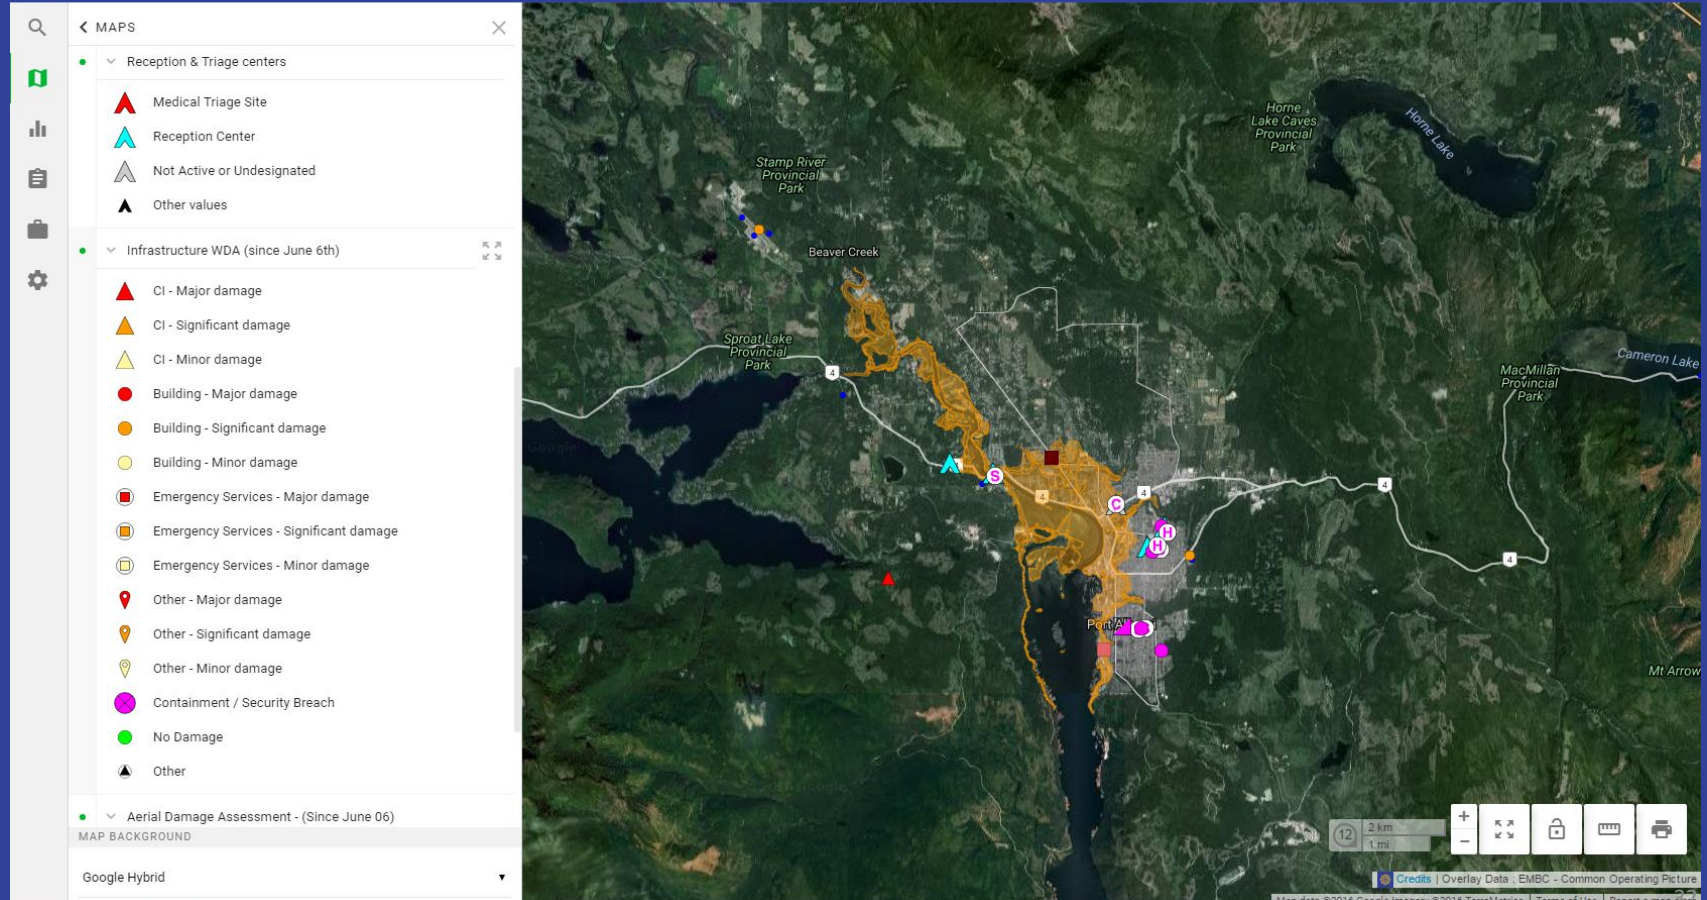 MAPS
Reception & Triage centers
Medical Triage Site
Reception Center
Not Active or Undesignated
Other values
Infrastructure WDA (since June 6th)
CI - Major damage
CI - Significant damage
CI - Minor damage
Building - Major damage
Building - Significant damage
Building - Minor damage
Emergency Services - Major damage
Emergency Services - Significant damage
Emergency Services - Minor damage
Other - Major damage
Other - Significant damage
Other - Minor damage
Containment / Security Breach
No Damage
Other
Aerial Damage Assessment - (Since June 06)
MAP BACKGROUND
Google Hybrid
Horne
Lake Caves
Provincial
Park
Horne Lake
Stamp River
Provincial
Park
Beaver Creek
Sproat Lake
Provincial
Park
4
Cameron Lake
MacMillan
Provincial
Park
Google
S
4
C
4
4
H
H
4
Port
Mt Arrow
12
2 km
1 mi
+
−
Credits | Overlay Data : EMBC - Common Operating Picture